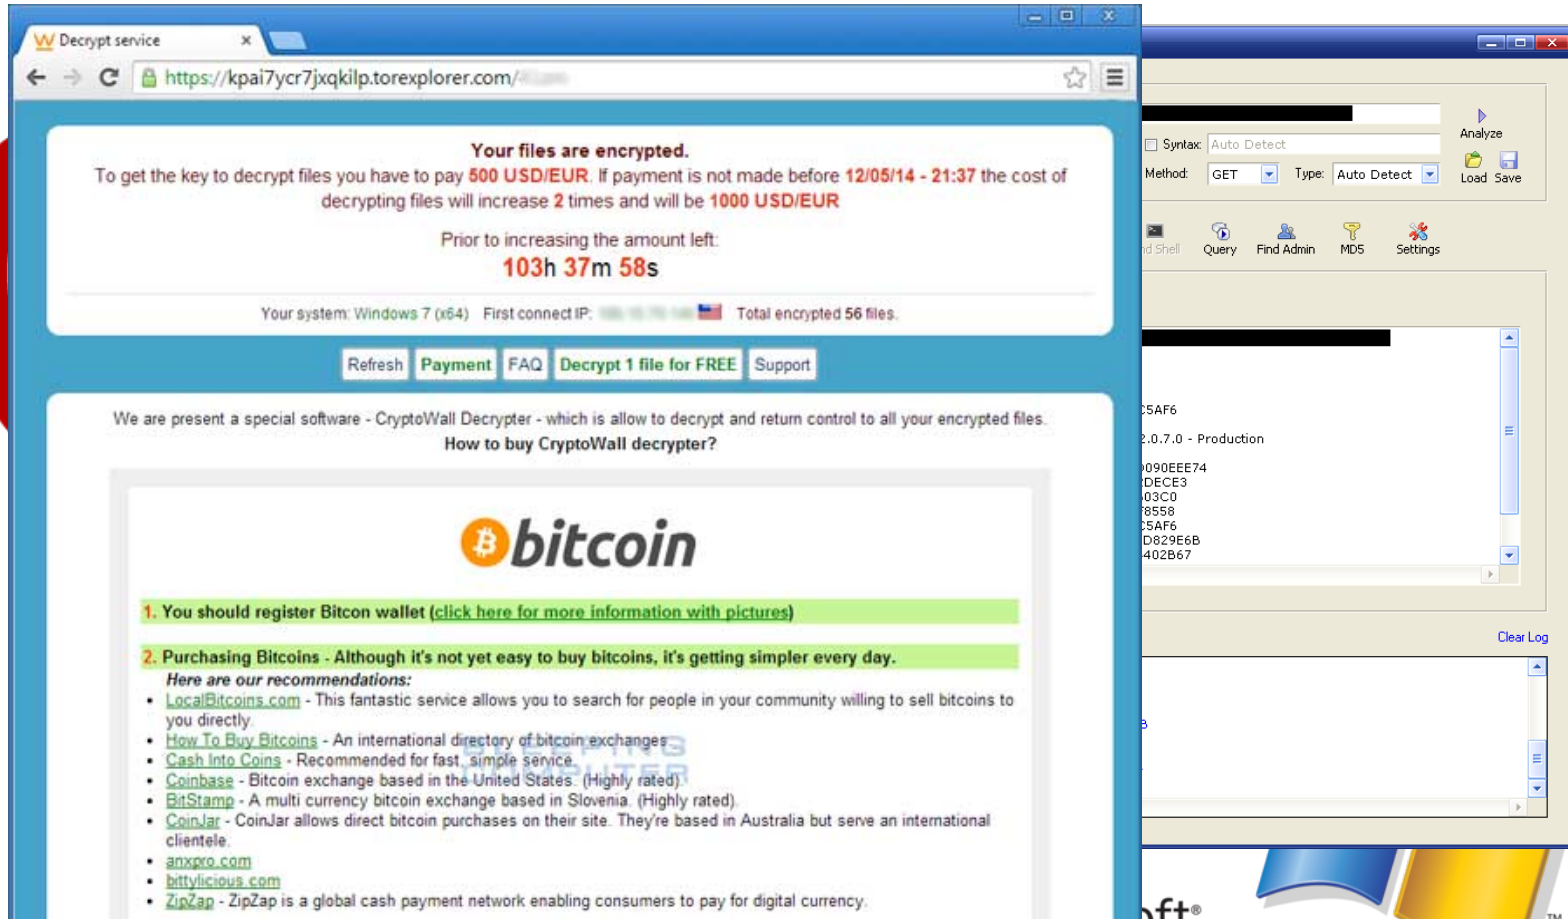 Decrypt service
https://kpai7ycr7jxqkilp.torexplorer.com/
Your files are encrypted.
To get the key to decrypt files you have to pay 500 USD/EUR. If payment is not made before 12/05/14 - 21:37 the cost of
decrypting files will increase 2 times and will be 1000 USD/EUR
Prior to increasing the amount left:
103h 37m 58s
Your system: Windows 7 (x64) First connect IP: Total encrypted 56 files.
Refresh Payment FAQ Decrypt 1 file for FREE Support
We are present a special software - CryptoWall Decrypter - which is allow to decrypt and return control to all your encrypted files.
How to buy CryptoWall decrypter?
bitcoin
1. You should register Bitcon wallet (click here for more information with pictures)
2. Purchasing Bitcoins - Although it's not yet easy to buy bitcoins, it's getting simpler every day.
Here are our recommendations:
• LocalBitcoins.com - This fantastic service allows you to search for people in your community willing to sell bitcoins to
you directly.
• How To Buy Bitcoins - An international directory of bitcoin exchanges
• Cash Into Coins - Recommended for fast, simple service.
• Coinbase - Bitcoin exchange based in the United States. (Highly rated).
• BitStamp - A multi currency bitcoin exchange based in Slovenia. (Highly rated).
• CoinJar - CoinJar allows direct bitcoin purchases on their site. They're based in Australia but serve an international
clientele.
• anxpro.com
• bittylicious.com
• ZipZap - ZipZap is a global cash payment network enabling consumers to pay for digital currency.
BLEEPING
COMPUTER
Analyze
Syntax: Auto Detect
Method: GET Type: Auto Detect Load Save
Shell Query Find Admin MD5 Settings
C5AF6
2.0.7.0 - Production
090EEE74
DECE3
03C0
F8558
C5AF6
D829E6B
402B67
Clear Log
oft®
TM